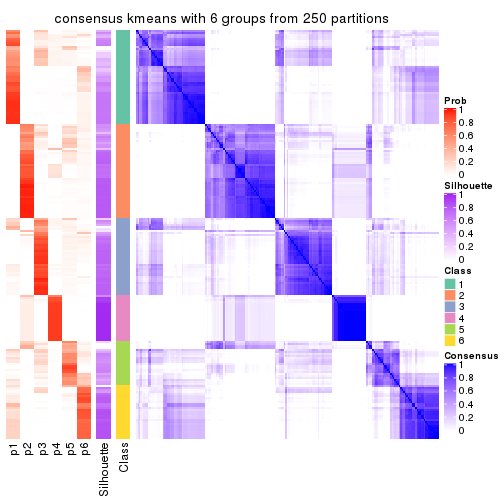 consensus kmeans with 6 groups from 250 partitions
Prob
1
0.8
0.6
0.4
0.2
0
Silhouette
1
0.8
0.6
0.4
0.2
0
Class
1
2
3
4
5
6
Consensus
1
0.8
0.6
0.4
0.2
0
p1
p2
p3
p4
p5
p6
Silhouette
Class